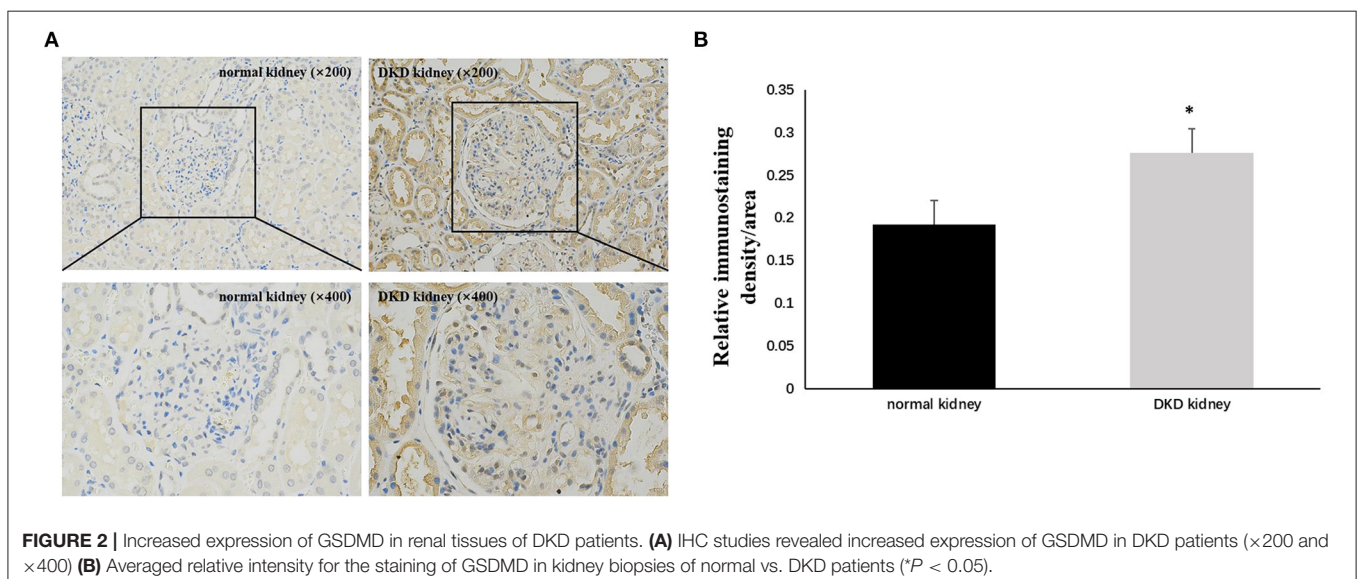 A
normal kidney (×200)
DKD kidney (×200)
normal kidney (×400)
DKD kidney (×400)
B
Relative immunostaining
density/area
0.35
0.3
0.25
0.2
0.15
0.1
0.05
0
*
normal kidney
DKD kidney
FIGURE 2 | Increased expression of GSDMD in renal tissues of DKD patients. (A) IHC studies revealed increased expression of GSDMD in DKD patients (×200 and
×400) (B) Averaged relative intensity for the staining of GSDMD in kidney biopsies of normal vs. DKD patients (*P < 0.05).